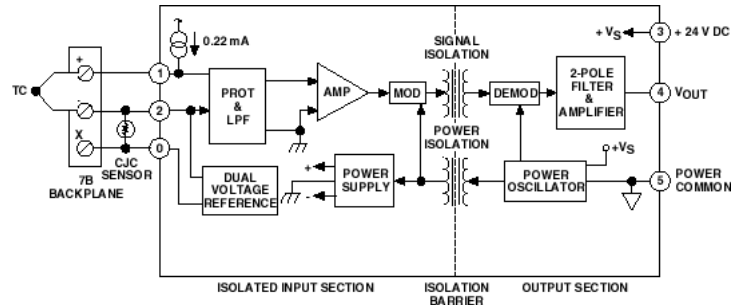 0.22 mA
SIGNAL
ISOLATION
+VS
3
+ 24 V DC
+
1
TC
-
2
PROT
&
LPF
AMP
MOD
DEMOD
2-POLE
FILTER
&
AMPLIFIER
4
VOUT
X
0
CJC
SENSOR
7B
BACKPLANE
DUAL
VOLTAGE
REFERENCE
+
-
POWER
SUPPLY
POWER
ISOLATION
POWER
OSCILLATOR
+VS
5
POWER
COMMON
ISOLATED INPUT SECTION
ISOLATION
BARRIER
OUTPUT SECTION